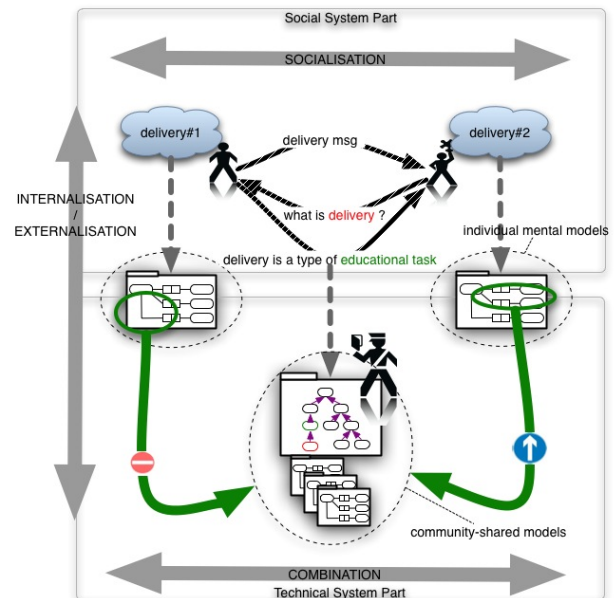 Social System Part
SOCIALISATION
delivery#1
delivery#2
delivery msg
INTERNALISATION
/
EXTERNALISATION
what is delivery ?
individual mental models
delivery is a type of educational task
community-shared models
COMBINATION
Technical System Part